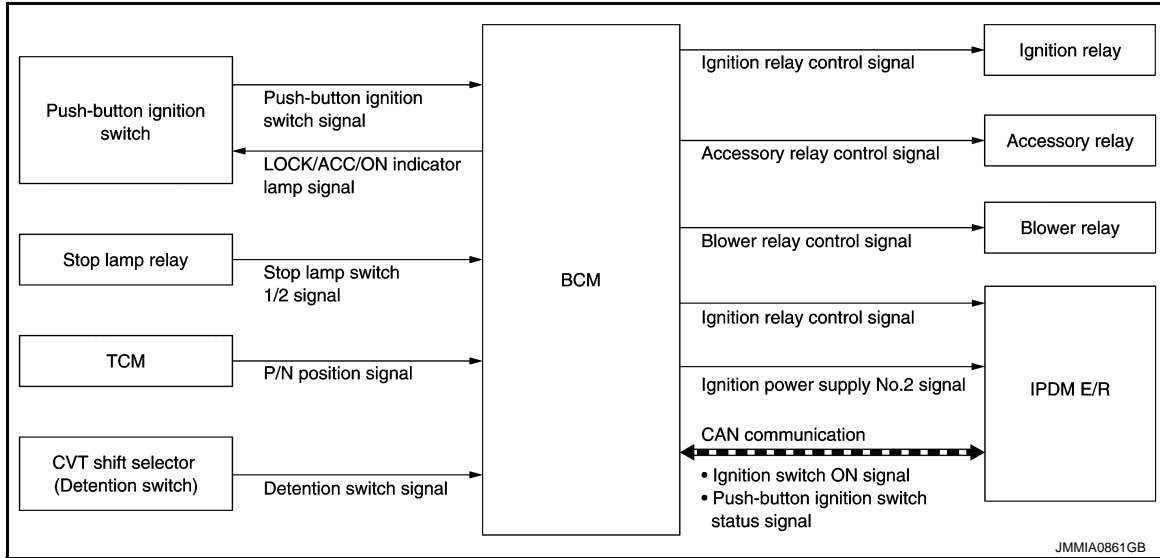 Push-button ignition
switch
Push-button ignition
switch signal
LOCK/ACC/ON indicator
lamp signal
Stop lamp relay
Stop lamp switch
1/2 signal
TCM
P/N position signal
CVT shift selector
(Detention switch)
Detention switch signal
BCM
Ignition relay control signal
Ignition relay
Accessory relay control signal
Accessory relay
Blower relay control signal
Blower relay
Ignition relay control signal
Ignition power supply No.2 signal
IPDM E/R
CAN communication
• Ignition switch ON signal
• Push-button ignition switch
status signal
JMMIA0861GB